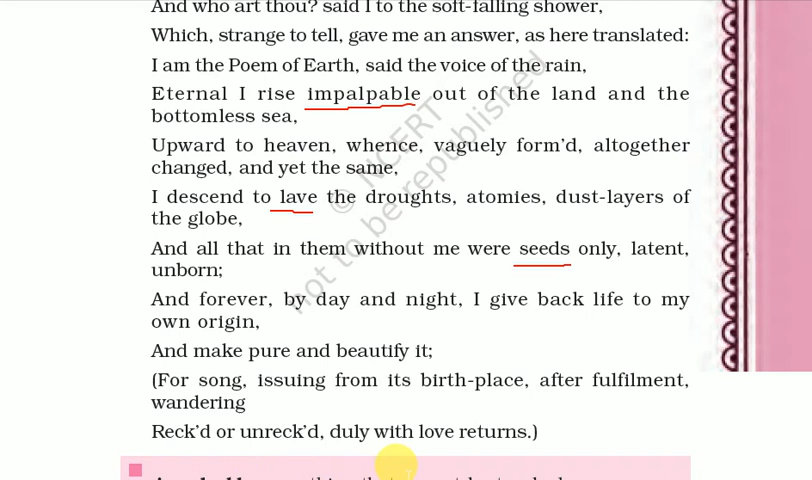 And who art thou? said I to the soft-falling shower,
Which, strange to tell, gave me an answer, as here translated:
I am the Poem of Earth, said the voice of the rain,
Eternal I rise impalpable out of the land and the
bottomless sea,
Upward to heaven, whence, vaguely form’d, altogether
changed, and yet the same,
I descend to lave the droughts, atomies, dust-layers of
the globe,
And all that in them without me were seeds only, latent,
unborn;
And forever, by day and night, I give back life to my
own origin,
And make pure and beautify it;
(For song, issuing from its birth-place, after fulfilment,
wandering
Reck’d or unreck’d, duly with love returns.)
© NCERT
not to be republished